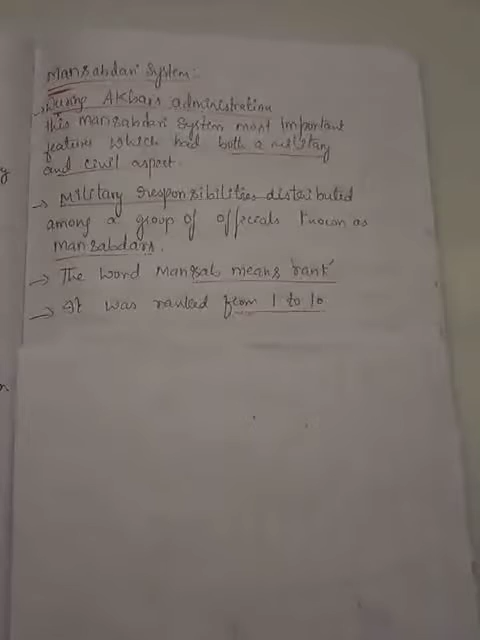 Mansabdari System:
→ During AKbars administration
this mansabdari System most Important
features which had both a military
and civil aspect.
→ Military responsibilities distributed
among a group of officials known as
mansabdars.
→ The word Mansab means 'rank'
→ It was ranked from 1 to 10
y
n